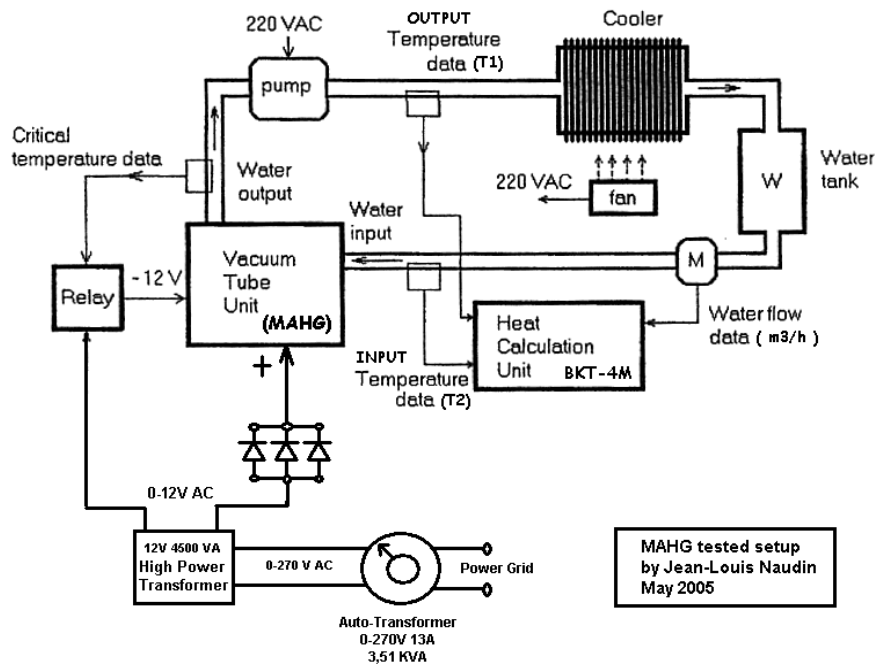 220 VAC
pump
OUTPUT
Temperature
data (T1)
Cooler
Critical
temperature data
Water
output
Water
input
220 VAC
fan
W
Water
tank
Relay
- 12 V
Vacuum
Tube
Unit
(MAHG)
M
+
INPUT
Temperature
data (T2)
Heat
Calculation
Unit
BKT-4M
Water flow
data ( m3/h )
0-12V AC
12V 4500 VA
High Power
Transformer
0-270 V AC
Power Grid
Auto-Transformer
0-270V 13A
3,51 KVA
MAHG tested setup
by Jean-Louis Naudin
May 2005